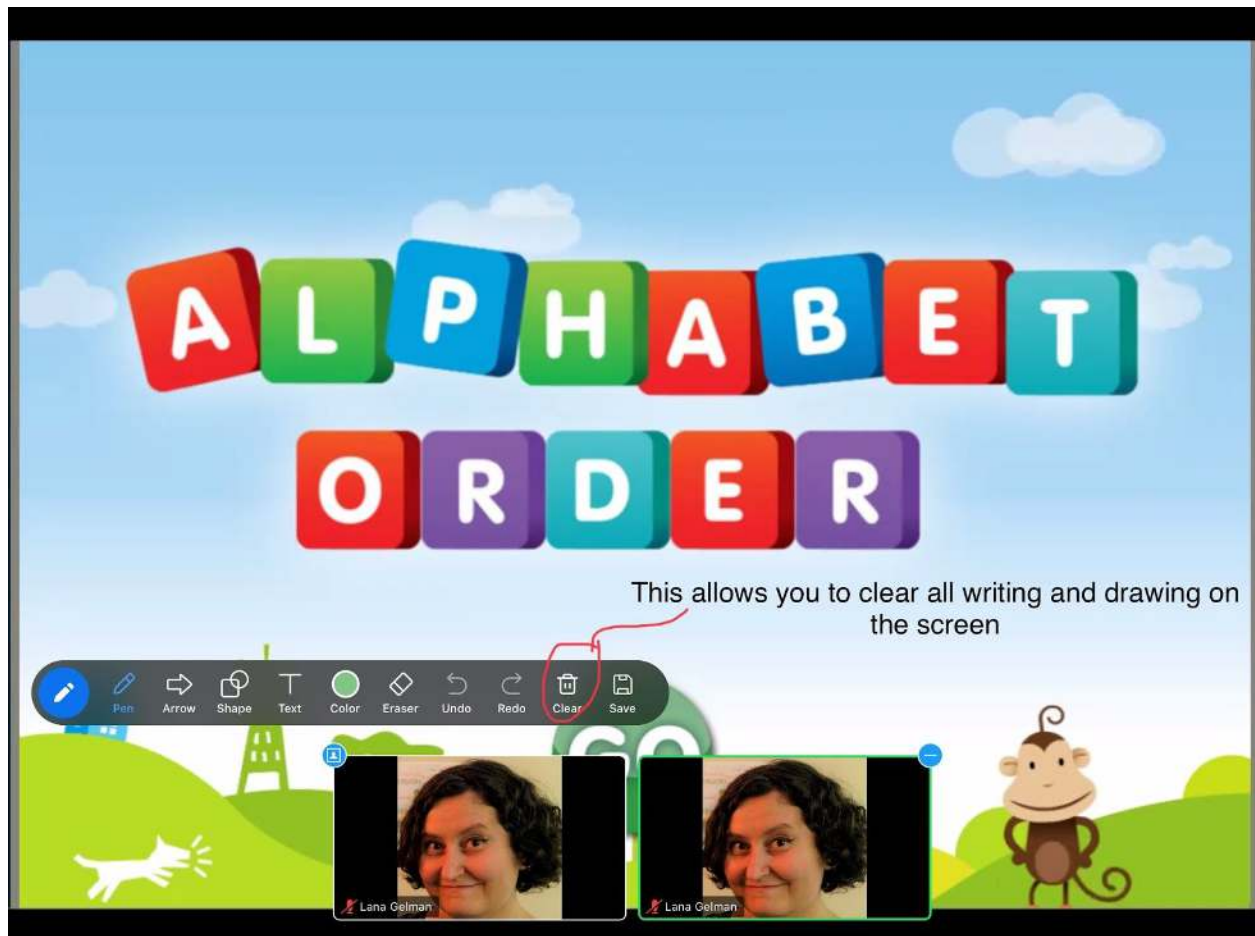 ALPHABET
ORDER
This allows you to clear all writing and drawing on
the screen
Pen Arrow Shape Text Color Eraser Undo Redo Clear Save
GO
Lana Gelman Lana Gelman